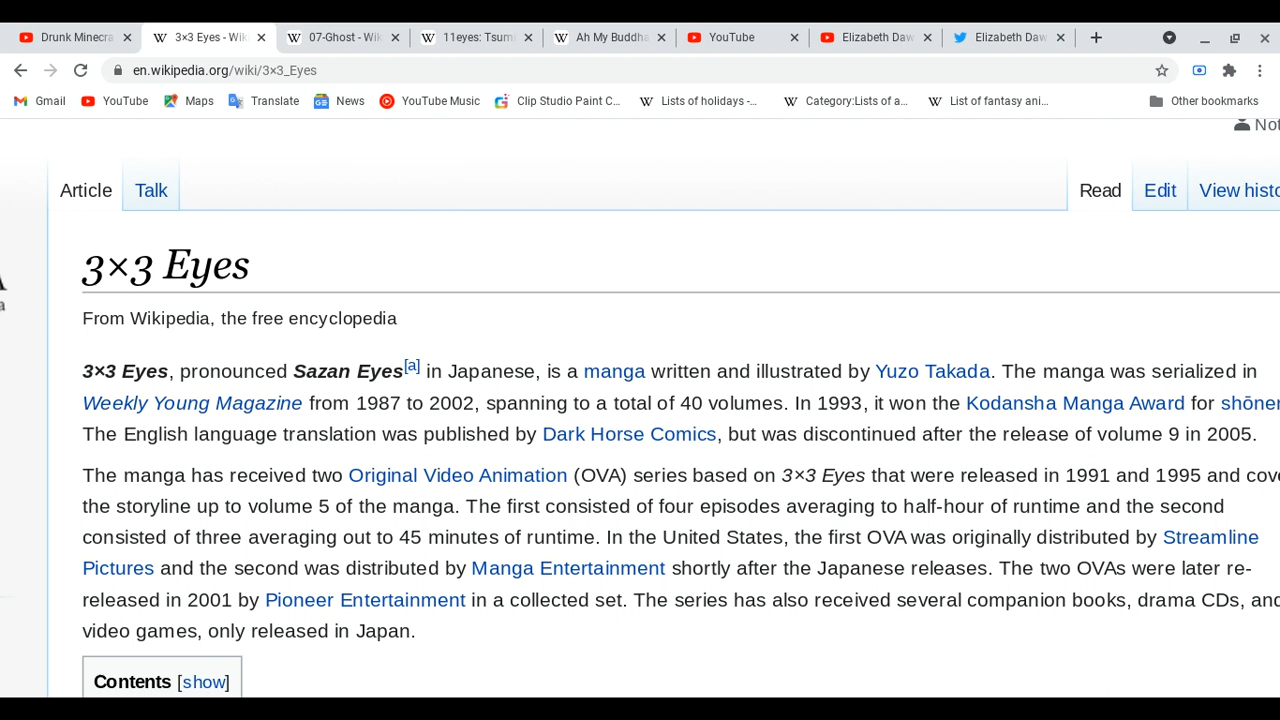 Drunk Minecra 3×3 Eyes - Wiki 07-Ghost - Wiki 11eyes: Tsumi Ah My Buddha YouTube Elizabeth Daw Elizabeth Daw
en.wikipedia.org/wiki/3×3_Eyes
Gmail YouTube Maps Translate News YouTube Music Clip Studio Paint C... Lists of holidays -... Category:Lists of a... List of fantasy ani... Other bookmarks
Not
Article Talk Read Edit View histo
3×3 Eyes
A
a
From Wikipedia, the free encyclopedia
3×3 Eyes, pronounced Sazan Eyes[a] in Japanese, is a manga written and illustrated by Yuzo Takada. The manga was serialized in
Weekly Young Magazine from 1987 to 2002, spanning to a total of 40 volumes. In 1993, it won the Kodansha Manga Award for shōnen
The English language translation was published by Dark Horse Comics, but was discontinued after the release of volume 9 in 2005.
The manga has received two Original Video Animation (OVA) series based on 3×3 Eyes that were released in 1991 and 1995 and cove
the storyline up to volume 5 of the manga. The first consisted of four episodes averaging to half-hour of runtime and the second
consisted of three averaging out to 45 minutes of runtime. In the United States, the first OVA was originally distributed by Streamline
Pictures and the second was distributed by Manga Entertainment shortly after the Japanese releases. The two OVAs were later re-
released in 2001 by Pioneer Entertainment in a collected set. The series has also received several companion books, drama CDs, and
video games, only released in Japan.
Contents [show]